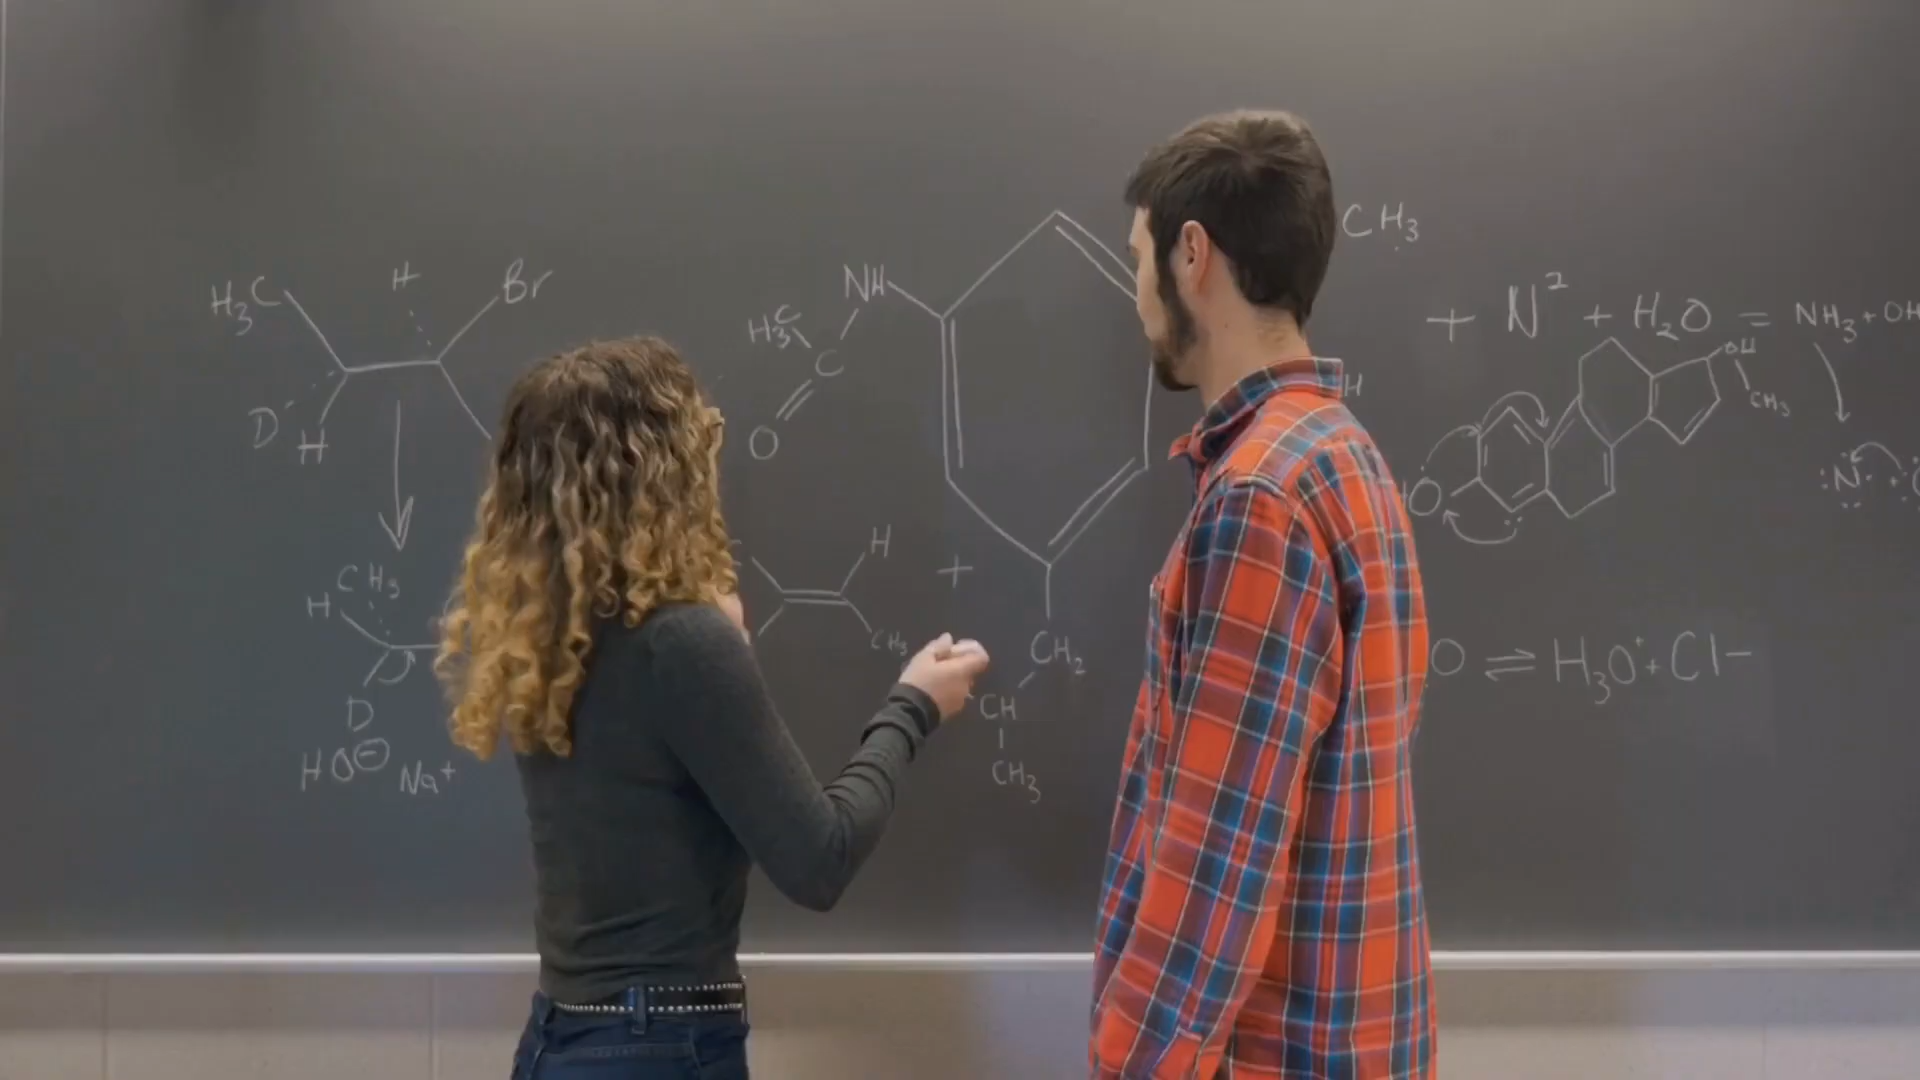 H3C H Br
D H
CH3
H
D
HO⊖ Na+
H3C NH
C
O
H
CH3
+
CH2
CH
CH3
CH3
H
+ N² + H2O = NH3 + OH
OH
CH3
O
:N· +
O ⇌ H3O+ + Cl−